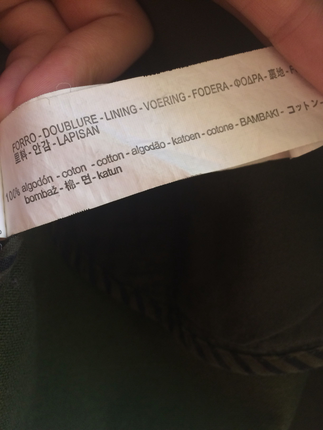 FORRO - DOUBLURE - LINING - VOERING - FODERA - ΦΟΔΡΑ - 裏地 -
里料 - 안감 - LAPISAN
100% algodón - coton - cotton - algodão - katoen - cotone - BAMBAKI - コットン -
bombaž - 棉 - 면 - katun